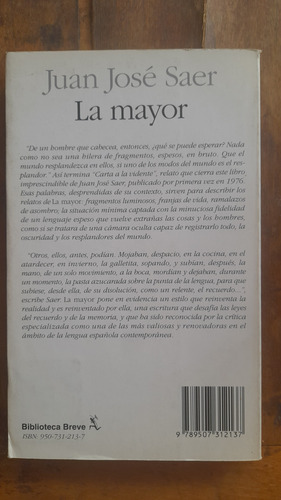 Juan José Saer
La mayor
"De un hombre que cabecea, entonces, ¿qué se puede esperar? Nada
como no sea una hilera de fragmentos, espesos, en bruto. Que el
mundo resplandezca en ellos, si uno de los modos del mundo es el res-
plandor." Así termina "Carta a la vidente", relato que cierra este libro
imprescindible de Juan José Saer, publicado por primera vez en 1976.
Esas palabras, desprendidas de su contexto, sirven para describir los
relatos de La mayor: fragmentos luminosos, franjas de vida, ramalazos
de asombro, la situación mínima captada con la minuciosa fidelidad
de un lenguaje espeso que vuelve extrañas las cosas y los hombres,
como si se tratara de una cámara oculta capaz de registrarlo todo, la
oscuridad y los resplandores del mundo.
"Otros, ellos, antes, podían. Mojaban, despacio, en la cocina, en el
atardecer, en invierno, la galletita, sopando, y subían, después, la
mano, de un solo movimiento, a la boca, mordían y dejaban, durante
un momento, la pasta azucarada sobre la punta de la lengua, para
que subiese, desde ella, de su disolución, como un relente, el recuerdo...",
escribe Saer. La mayor pone en evidencia un estilo que reinventa la
realidad y es reinventado por ella, una escritura que desafía las leyes
del recuerdo y de la memoria, y que ha sido reconocida por la crítica
especializada como una de las más valiosas y renovadoras en el
ámbito de la lengua española contemporánea.
Biblioteca Breve
ISBN: 950-731-213-7
9 789507 312137